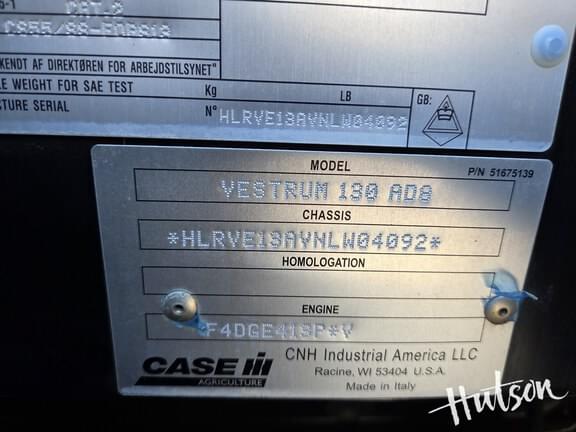 CAT.2
KENDT AF DIREKTØREN FOR ARBEJDSTILSYNET"
LE WEIGHT FOR SAE TEST Kg LB
CTURE SERIAL N° HLRVE13AVNLW04092
GB:
MODEL P/N 51675139
VESTRUM 130 AD8
CHASSIS
*HLRVE13AVNLW04092*
HOMOLOGATION
ENGINE
F4DGE413P*V
CASE IH
AGRICULTURE
CNH Industrial America LLC
Racine, WI 53404 U.S.A.
Made in Italy
Hutson